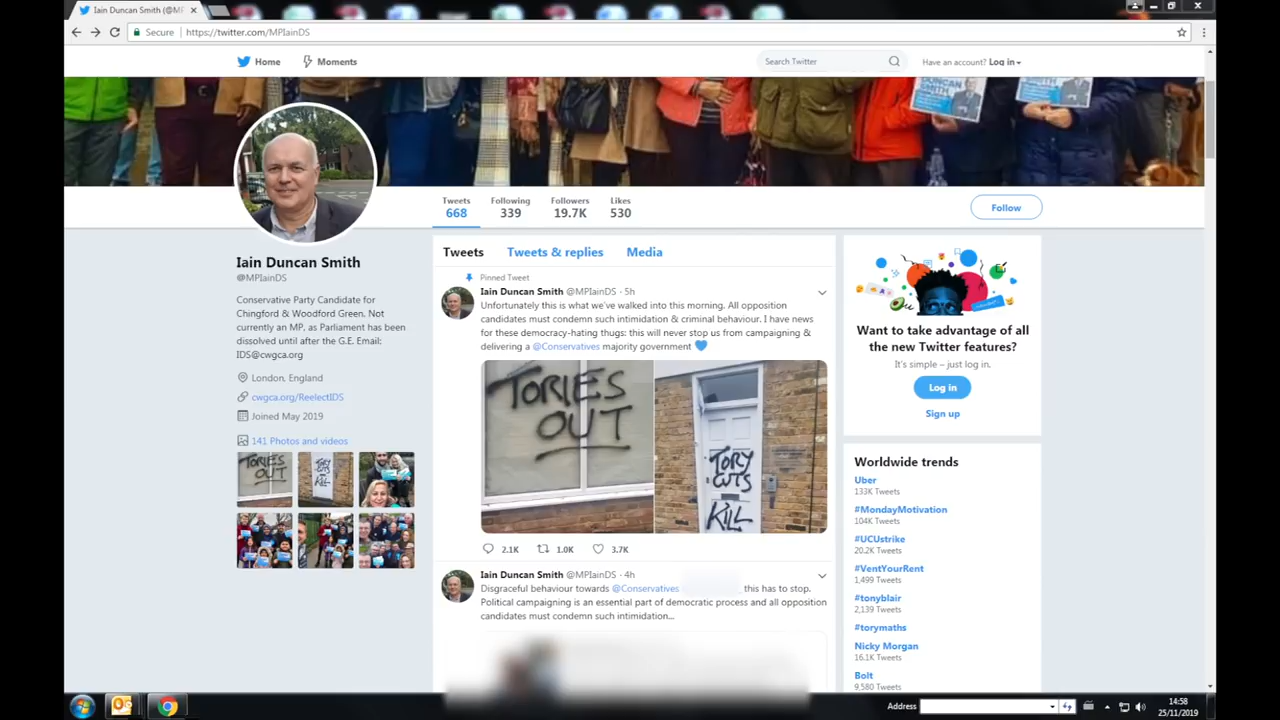 Iain Duncan Smith (@M
Secure
https://twitter.com/MPIainDS
Home
Moments
Search Twitter
Have an account? Log in
DUNCAN
SMITH
Tweets
668
Following
339
Followers
19.7K
Likes
530
Follow
Iain Duncan Smith
@MPIainDS
Conservative Party Candidate for
Chingford & Woodford Green. Not
currently an MP, as Parliament has been
dissolved until after the G.E. Email:
IDS@cwgca.org
London, England
cwgca.org/ReelectIDS
Joined May 2019
141 Photos and videos
TORIES
OUT
TORY
CUTS
KILL
Tweets
Tweets & replies
Media
Pinned Tweet
Iain Duncan Smith @MPIainDS · 5h
Unfortunately this is what we've walked into this morning. All opposition
candidates must condemn such intimidation & criminal behaviour. I have news
for these democracy-hating thugs: this will never stop us from campaigning &
delivering a @Conservatives majority government
TORIES
OUT
TORY
CUTS
KILL
2.1K
1.0K
3.7K
Iain Duncan Smith @MPIainDS · 4h
Disgraceful behaviour towards @Conservatives this has to stop.
Political campaigning is an essential part of democratic process and all opposition
candidates must condemn such intimidation...
Want to take advantage of all
the new Twitter features?
It's simple – just log in.
Log in
Sign up
Worldwide trends
Uber
133K Tweets
#MondayMotivation
104K Tweets
#UCUstrike
20.2K Tweets
#VentYourRent
1,499 Tweets
#tonyblair
2,139 Tweets
#torymaths
Nicky Morgan
16.1K Tweets
Bolt
9,580 Tweets
Address
14:58
25/11/2019